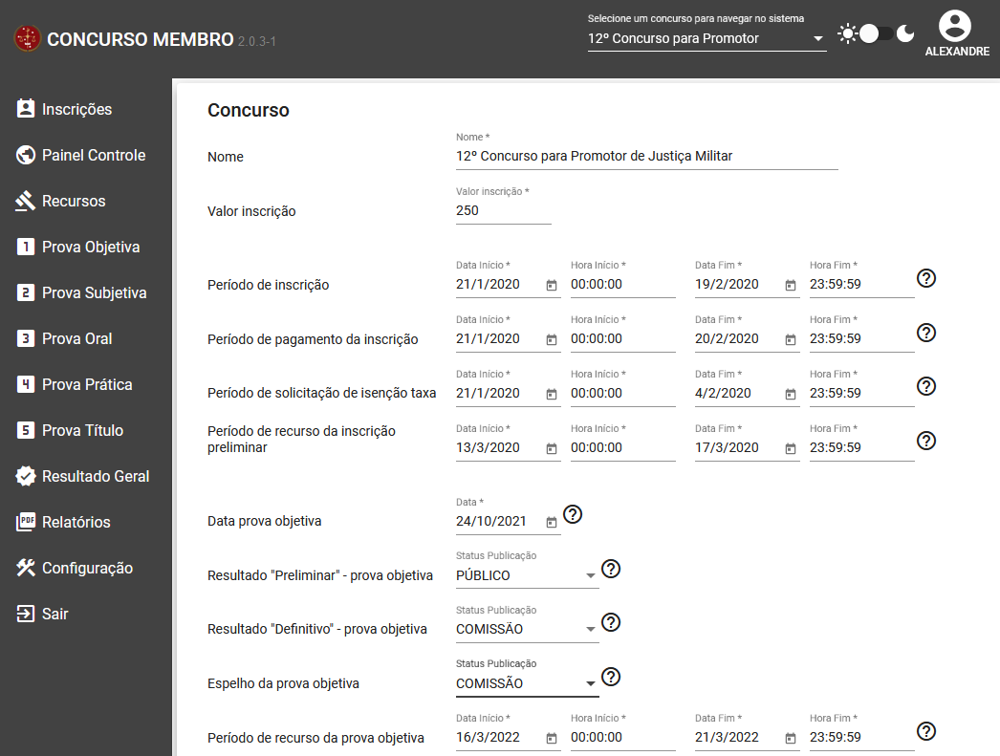 CONCURSO MEMBRO 2.0.3-1
Selecione um concurso para navegar no sistema
12º Concurso para Promotor
ALEXANDRE
Inscrições
Painel Controle
Recursos
1 Prova Objetiva
2 Prova Subjetiva
3 Prova Oral
4 Prova Prática
5 Prova Título
Resultado Geral
PDF Relatórios
Configuração
Sair
Concurso
Nome
Nome *
12º Concurso para Promotor de Justiça Militar
Valor inscrição
Valor inscrição *
250
Data Início * Hora Início * Data Fim * Hora Fim *
Período de inscrição 21/1/2020 00:00:00 19/2/2020 23:59:59
Data Início * Hora Início * Data Fim * Hora Fim *
Período de pagamento da inscrição 21/1/2020 00:00:00 20/2/2020 23:59:59
Data Início * Hora Início * Data Fim * Hora Fim *
Período de solicitação de isenção taxa 21/1/2020 00:00:00 4/2/2020 23:59:59
Período de recurso da inscrição
preliminar
Data Início * Hora Início * Data Fim * Hora Fim *
13/3/2020 00:00:00 17/3/2020 23:59:59
Data *
Data prova objetiva 24/10/2021
Status Publicação
Resultado "Preliminar" - prova objetiva PÚBLICO
Status Publicação
Resultado "Definitivo" - prova objetiva COMISSÃO
Status Publicação
Espelho da prova objetiva COMISSÃO
Data Início * Hora Início * Data Fim * Hora Fim *
Período de recurso da prova objetiva 16/3/2022 00:00:00 21/3/2022 23:59:59